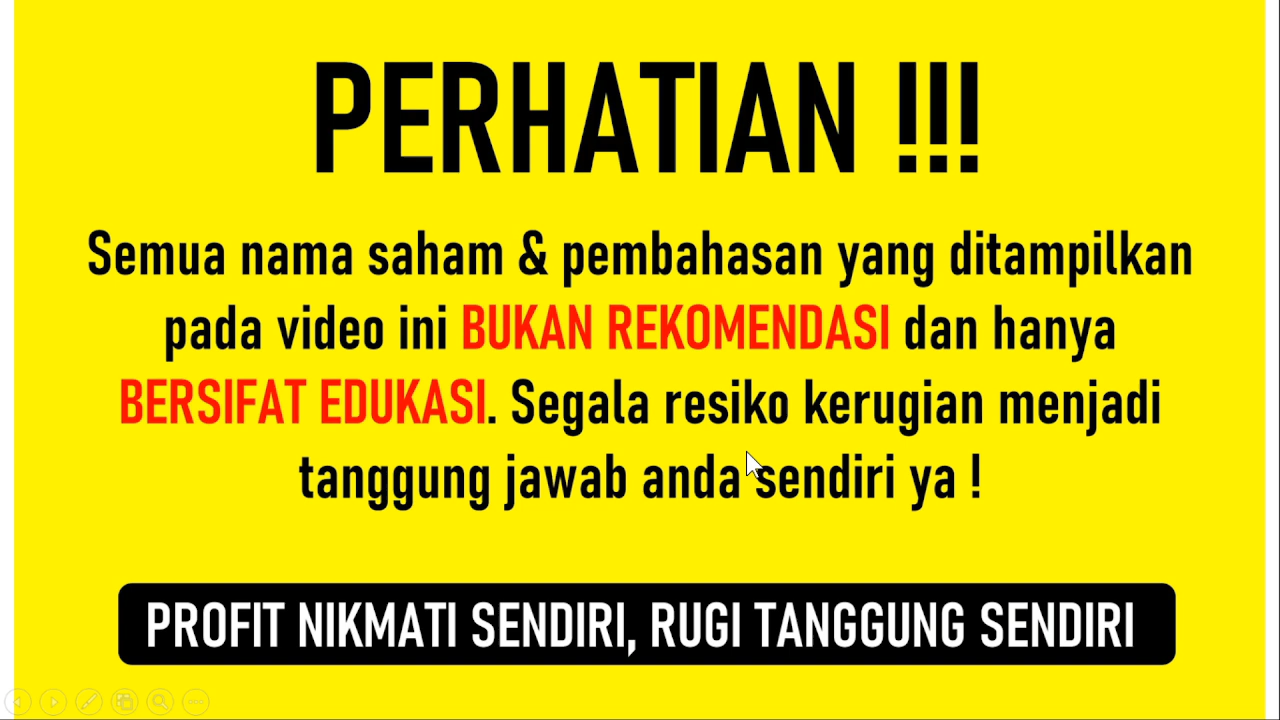 PERHATIAN !!!
Semua nama saham & pembahasan yang ditampilkan
pada video ini BUKAN REKOMENDASI dan hanya
BERSIFAT EDUKASI. Segala resiko kerugian menjadi
tanggung jawab anda sendiri ya !
PROFIT NIKMATI SENDIRI, RUGI TANGGUNG SENDIRI